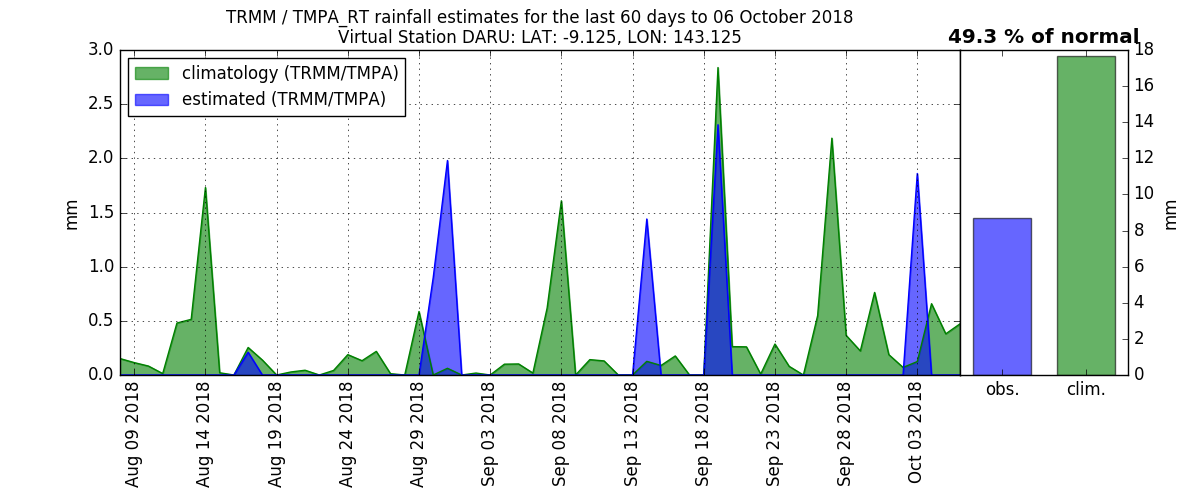 TRMM / TMPA_RT rainfall estimates for the last 60 days to 06 October 2018
Virtual Station DARU: LAT: -9.125, LON: 143.125
49.3 % of normal
climatology (TRMM/TMPA)
estimated (TRMM/TMPA)
3.0
2.5
2.0
1.5
1.0
0.5
0.0
mm
Aug 09 2018
Aug 14 2018
Aug 19 2018
Aug 24 2018
Aug 29 2018
Sep 03 2018
Sep 08 2018
Sep 13 2018
Sep 18 2018
Sep 23 2018
Sep 28 2018
Oct 03 2018
18
16
14
12
10
8
6
4
2
0
mm
obs.
clim.